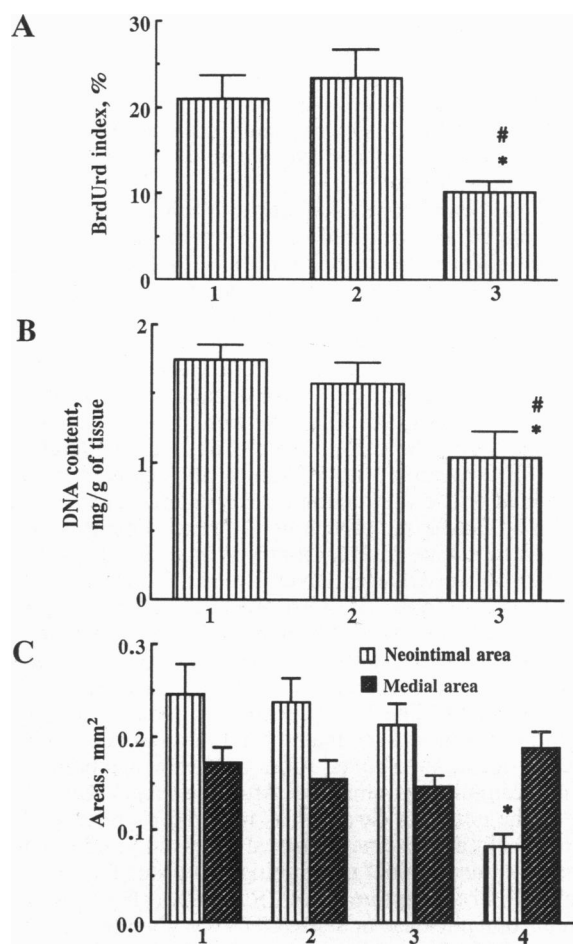 A
30
20
10
0
BrdUrd index, %
#
*
1 2 3
B
2
1
0
DNA content,
mg/g of tissue
#
*
1 2 3
C
0.3
0.2
0.1
0.0
Areas, mm²
Neointimal area
Medial area
*
1 2 3 4